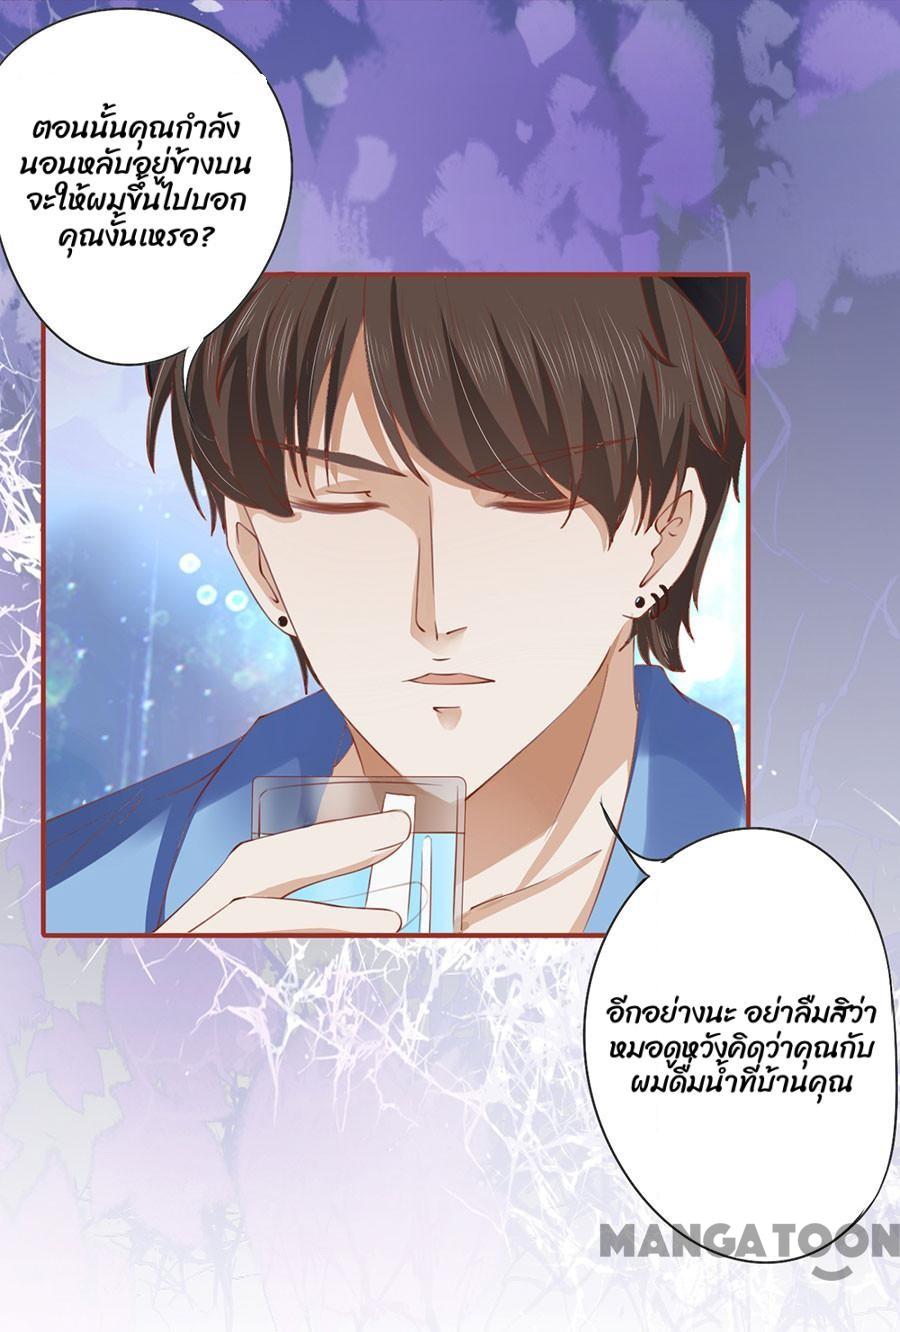 ตอนนั้นคุณกำลัง
นอนหลับอยู่ข้างบน
จะให้ผมขึ้นไปบอก
คุณงั้นเหรอ?
อีกอย่างนะ อย่าลืมสิว่า
หมอดูหวังคิดว่าคุณกับ
ผมดื่มน้ำที่บ้านคุณ
MANGATOON